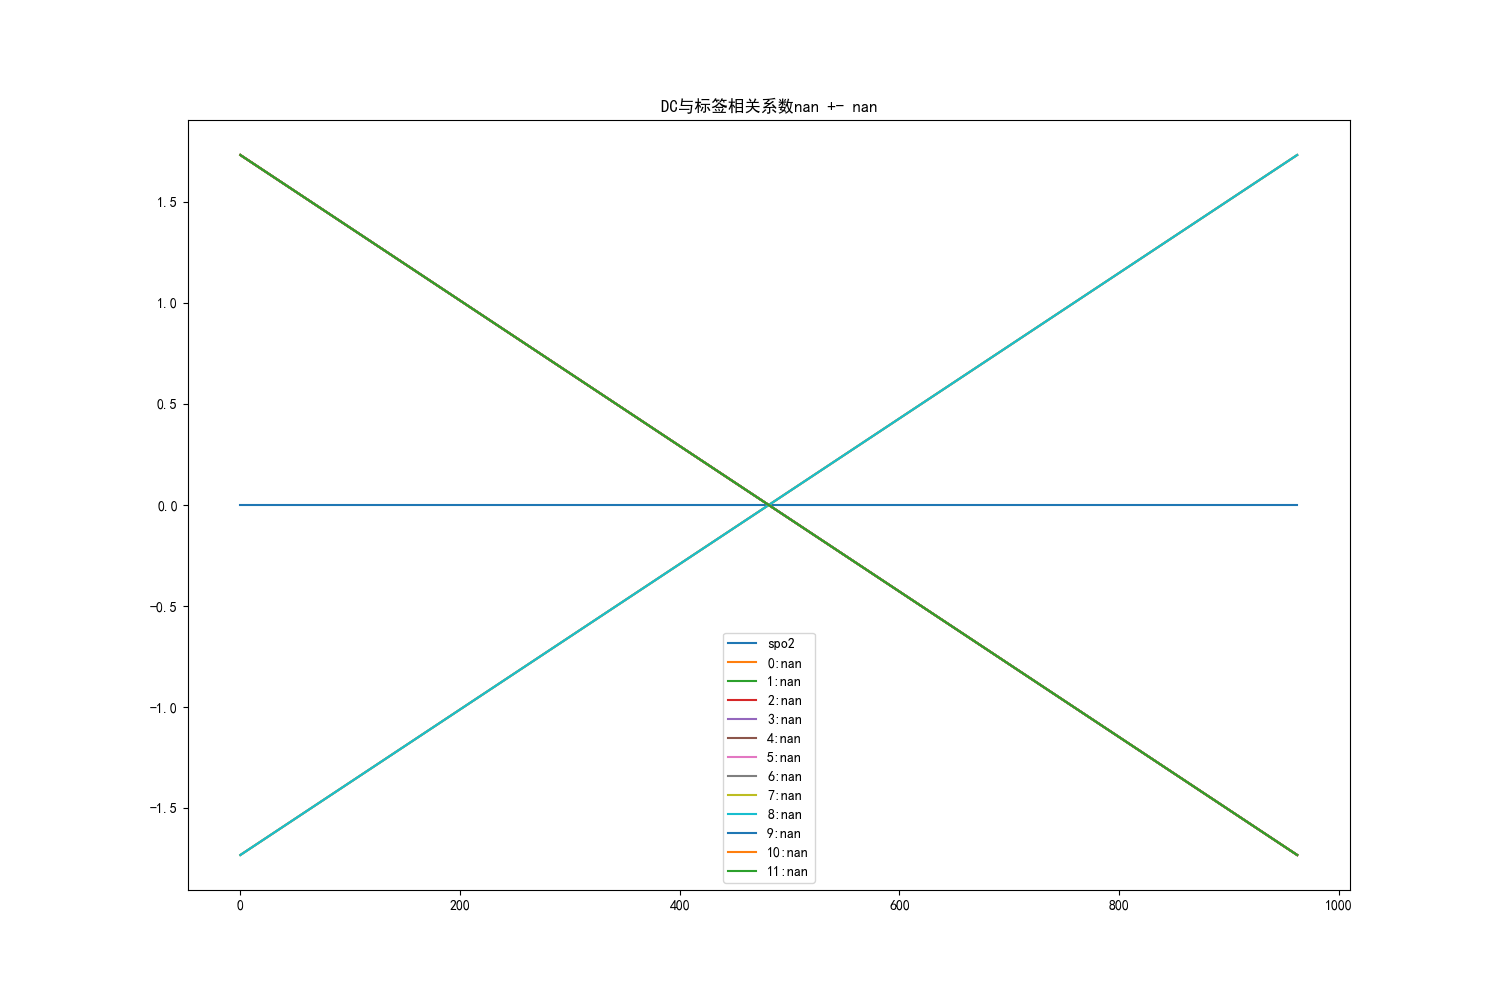 DC与标签相关系数nan +- nan
1.5
1.0
0.5
0.0
-0.5
-1.0
-1.5
spo2
0:nan
1:nan
2:nan
3:nan
4:nan
5:nan
6:nan
7:nan
8:nan
9:nan
10:nan
11:nan
0 200 400 600 800 1000